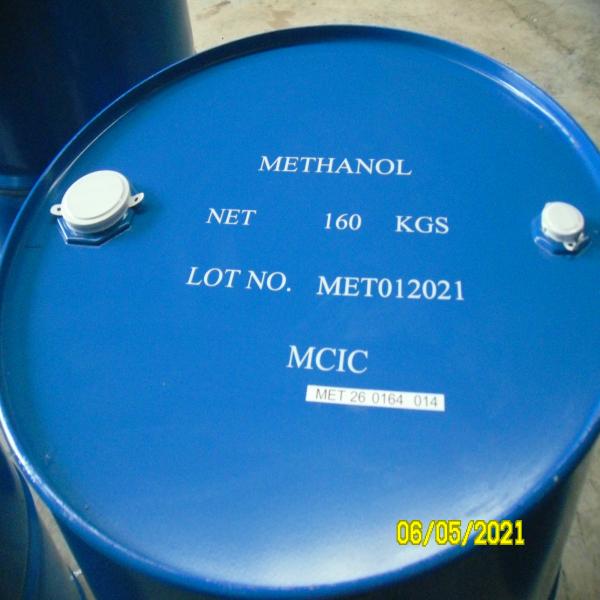 METHANOL
NET 160 KGS
LOT NO. MET012021
MCIC
MET 26 0164 014
06/05/2021